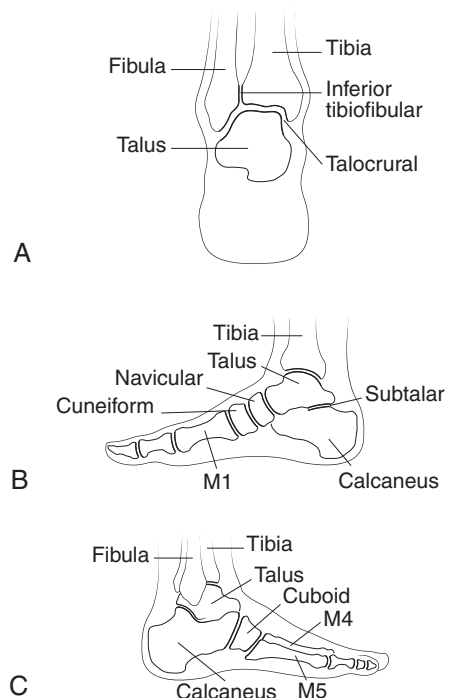 Tibia
Fibula
Inferior
tibiofibular
Talus
Talocrural
A
Tibia
Talus
Navicular
Subtalar
Cuneiform
B
M1
Calcaneus
Fibula
Tibia
Talus
Cuboid
M4
C
Calcaneus
M5